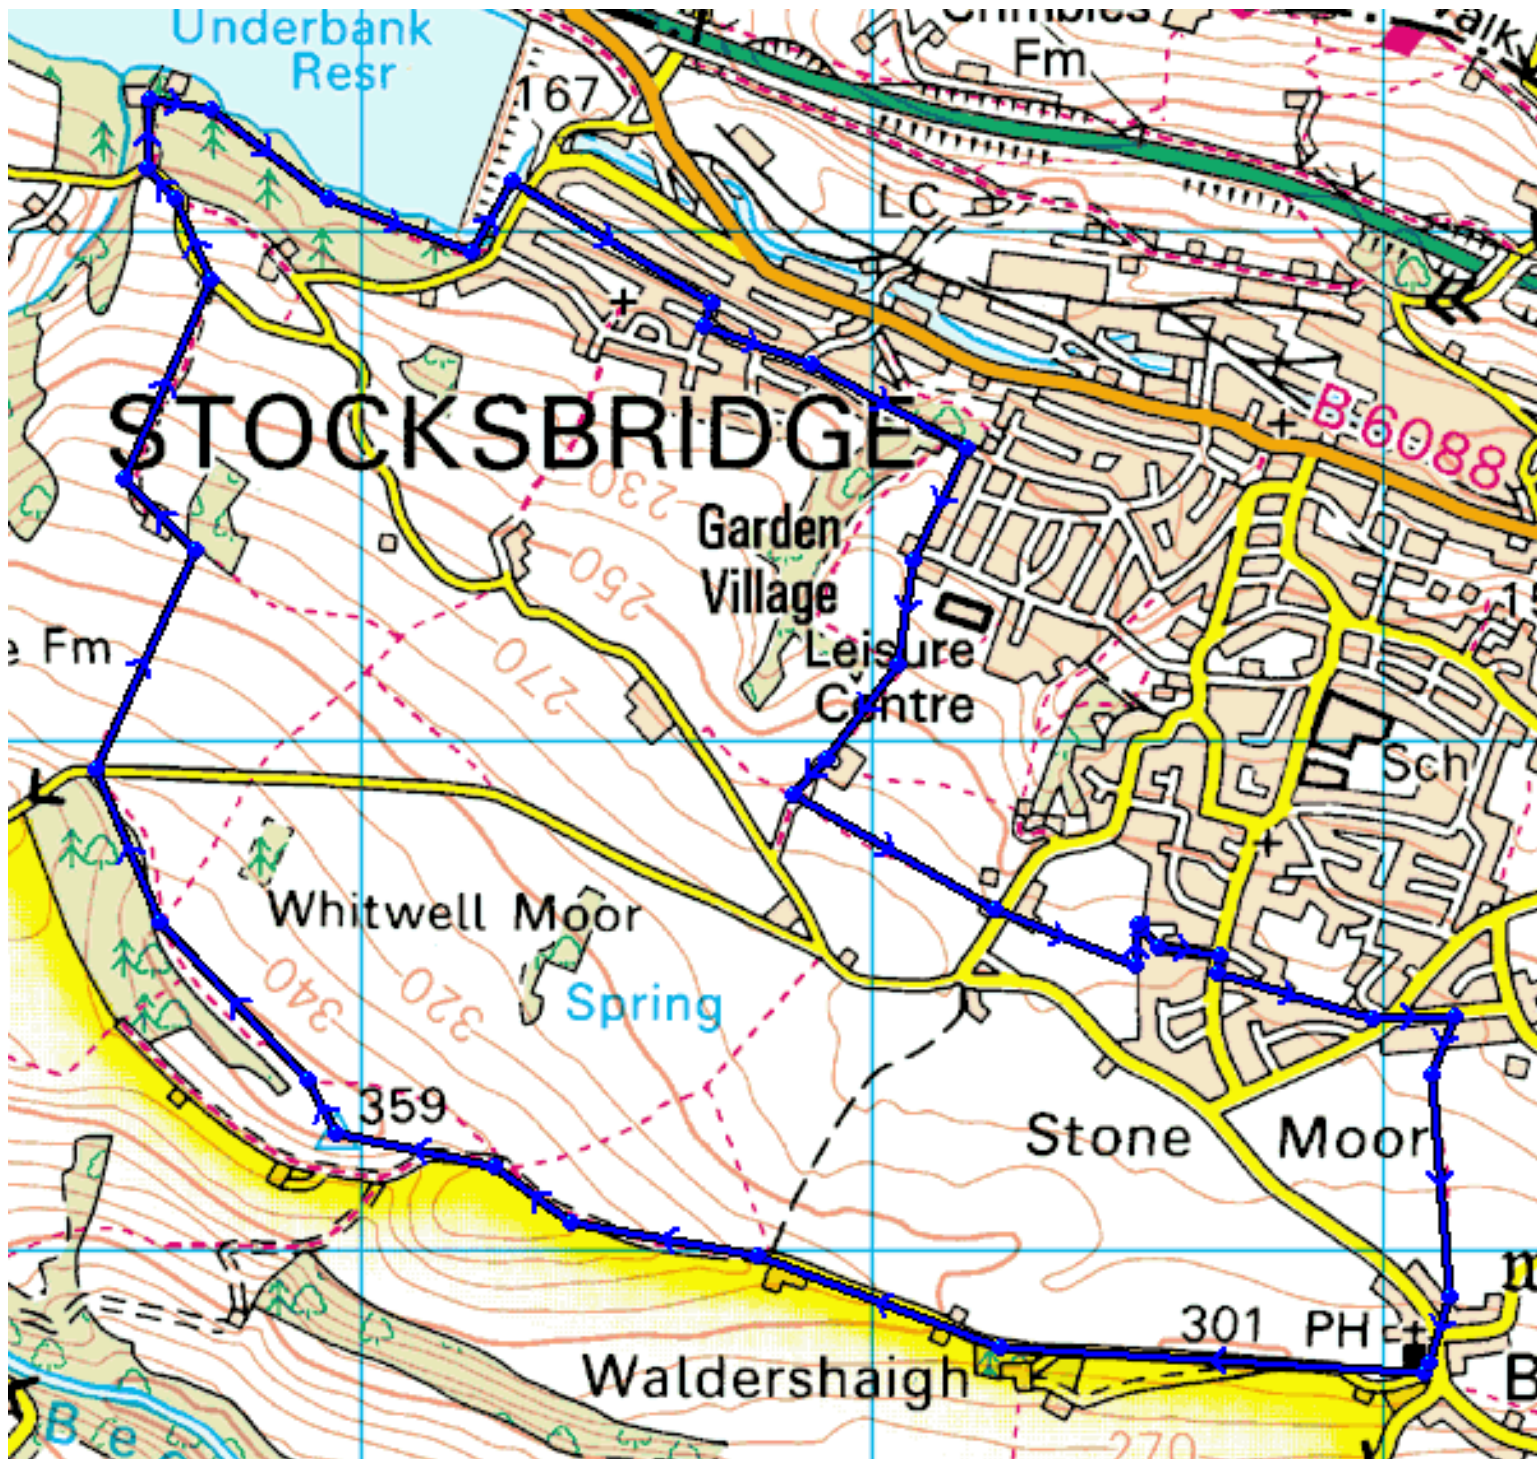 Underbank
Resr
167
Fm
LC
STOCKSBRIDGE
B 6088
230
Garden
Village
250
e Fm
Leisure
Centre
270
Sch
Whitwell Moor
340
320
Spring
359
Stone Moor
301 PH
Waldershaigh
270